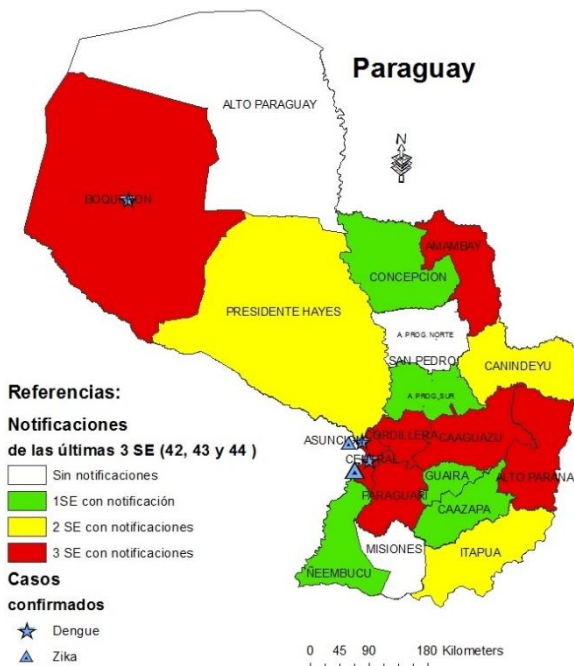 Paraguay
N
ALTO PARAGUAY
BOQUERON
AMAMBAY
CONCEPCION
PRESIDENTE HAYES
A. PROG. NORTE
SAN PEDRO
CANINDEYU
A. PROG. SUR
ASUNCION
CORDILLERA
CAAGUAZU
CENTRAL
GUAIRA
ALTO PARANA
PARAGUARI
CAAZAPA
MISIONES
ITAPUA
ÑEEMBUCU
Referencias:
Notificaciones
de las últimas 3 SE (42, 43 y 44 )
Sin notificaciones
1SE con notificación
2 SE con notificaciones
3 SE con notificaciones
Casos
confirmados
Dengue
Zika
0 45 90 180 Kilometers